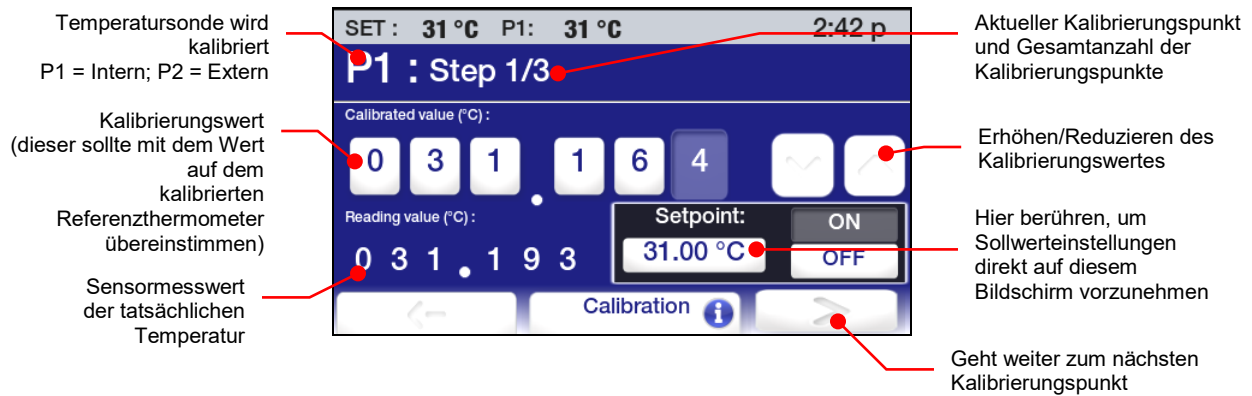 Temperatursonde wird
kalibriert
P1 = Intern; P2 = Extern
Kalibrierungswert
(dieser sollte mit dem Wert
auf dem
kalibrierten
Referenzthermometer
übereinstimmen)
Sensormesswert
der tatsächlichen
Temperatur
SET : 31 °C P1: 31 °C 2:42 p
P1 : Step 1/3
Calibrated value (°C) :
0 3 1 . 1 6 4
Reading value (°C) :
0 3 1 . 1 9 3
Setpoint:
31.00 °C
ON
OFF
Calibration i
Aktueller Kalibrierungspunkt
und Gesamtanzahl der
Kalibrierungspunkte
Erhöhen/Reduzieren des
Kalibrierungswertes
Hier berühren, um
Sollwerteinstellungen
direkt auf diesem
Bildschirm vorzunehmen
Geht weiter zum nächsten
Kalibrierungspunkt